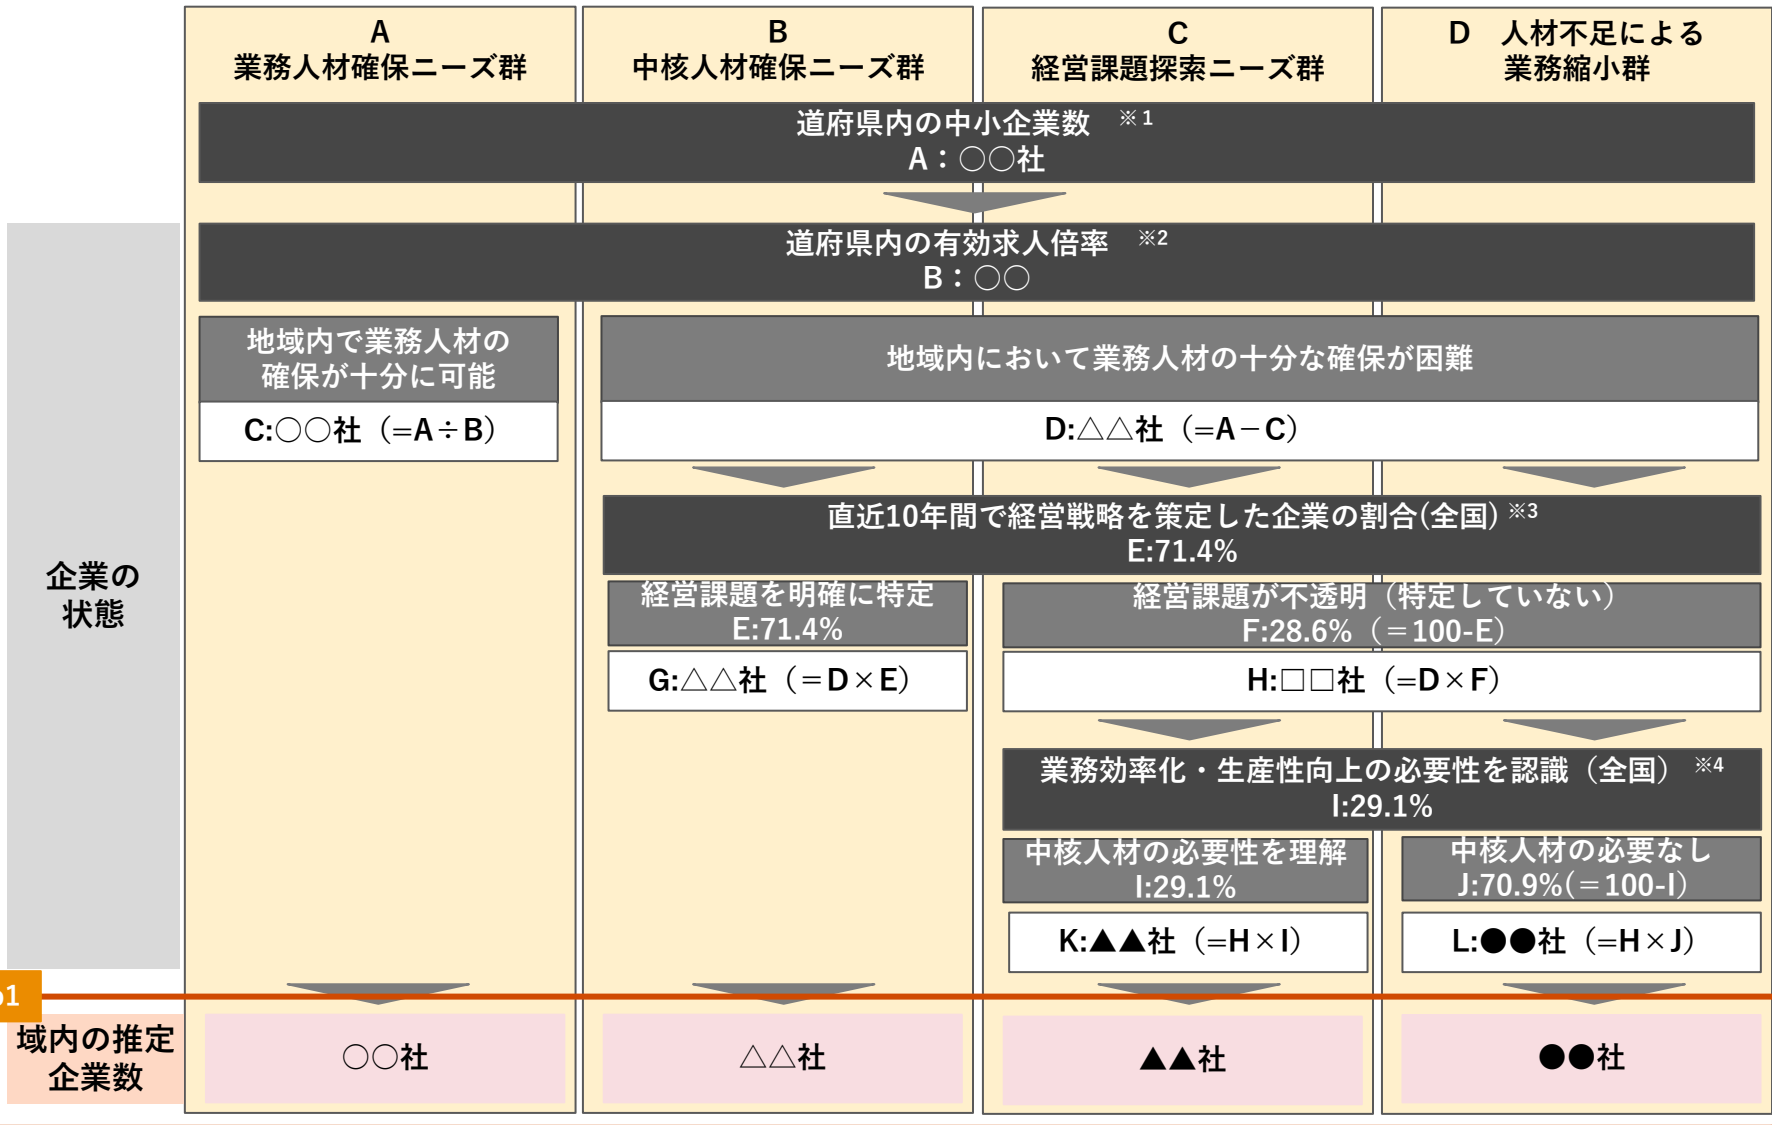 A
業務人材確保ニーズ群
B
中核人材確保ニーズ群
C
経営課題探索ニーズ群
D　人材不足による
業務縮小群
道府県内の中小企業数　※1
A：○○社
道府県内の有効求人倍率　※2
B：○○
地域内で業務人材の
確保が十分に可能
地域内において業務人材の十分な確保が困難
C:○○社（=A÷B）
D:△△社（=A－C）
直近10年間で経営戦略を策定した企業の割合(全国) ※3
E:71.4%
企業の
状態
経営課題を明確に特定
E:71.4%
経営課題が不透明（特定していない）
F:28.6%（＝100-E）
G:△△社（＝D×E）
H:□□社（=D×F）
業務効率化・生産性向上の必要性を認識（全国）　※4
I:29.1%
中核人材の必要性を理解
I:29.1%
中核人材の必要なし
J:70.9%(＝100-I)
K:▲▲社（=H×I）
L:●●社（=H×J）
域内の推定
企業数
○○社
△△社
▲▲社
●●社